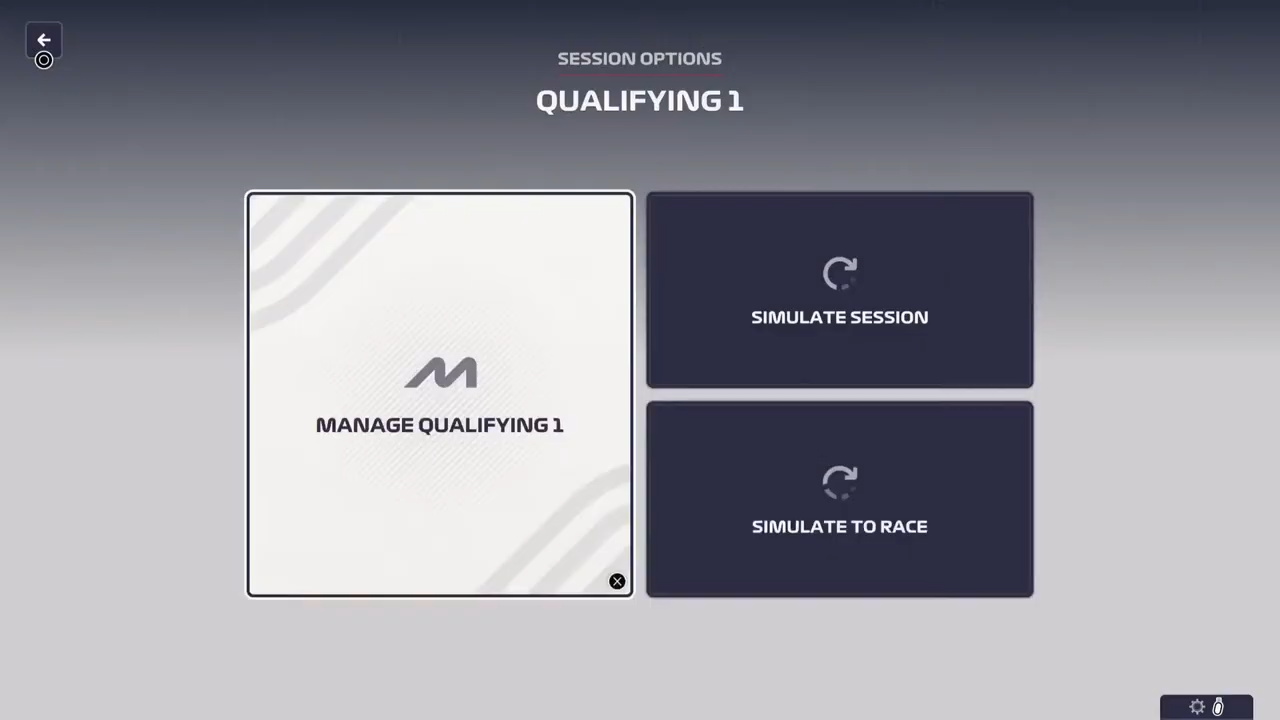 SESSION OPTIONS
QUALIFYING 1
MANAGE QUALIFYING 1
SIMULATE SESSION
SIMULATE TO RACE